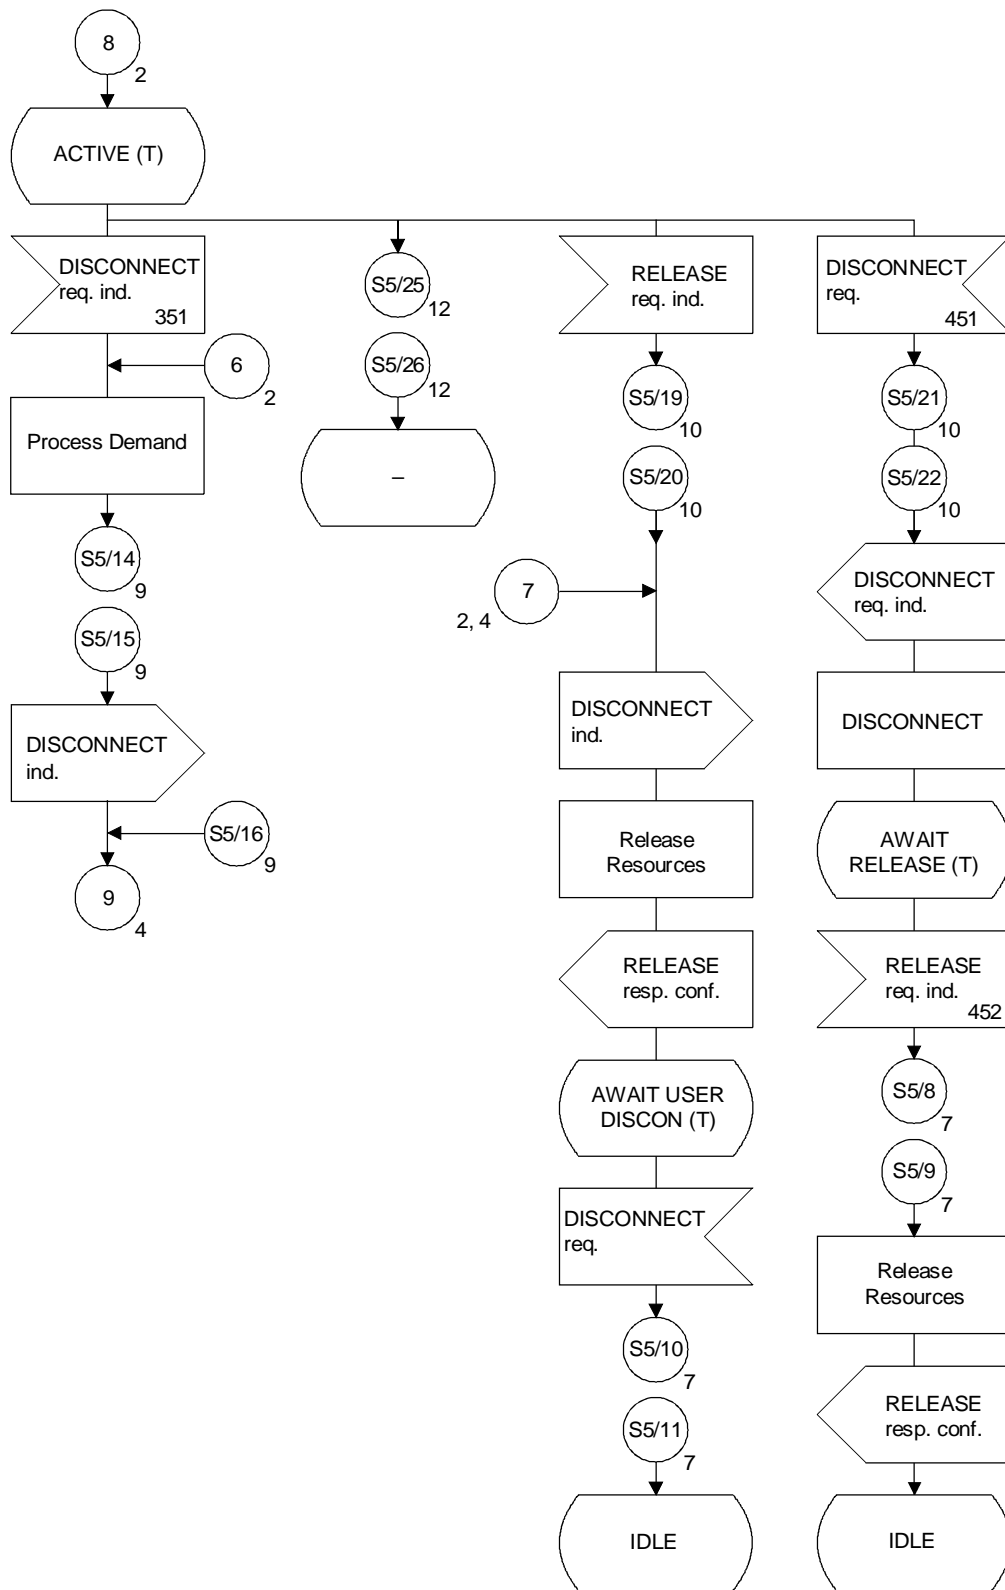 8
2
ACTIVE (T)
DISCONNECT
req. ind.
351
6
2
Process Demand
S5/14
9
S5/15
9
DISCONNECT
ind.
S5/16
9
9
4
S5/25
12
S5/26
12
–
RELEASE
req. ind.
S5/19
10
S5/20
10
7
2, 4
DISCONNECT
ind.
Release
Resources
RELEASE
resp. conf.
AWAIT USER
DISCON (T)
DISCONNECT
req.
S5/10
7
S5/11
7
IDLE
DISCONNECT
req.
451
S5/21
10
S5/22
10
DISCONNECT
req. ind.
DISCONNECT
AWAIT
RELEASE (T)
RELEASE
req. ind.
452
S5/8
7
S5/9
7
Release
Resources
RELEASE
resp. conf.
IDLE